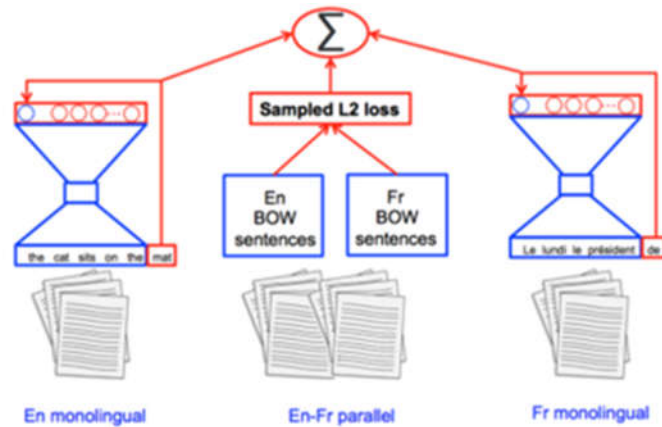 Σ
Sampled L2 loss
En
BOW
sentences
Fr
BOW
sentences
the cat sits on the mat
Le lundi le président de
En monolingual
En-Fr parallel
Fr monolingual